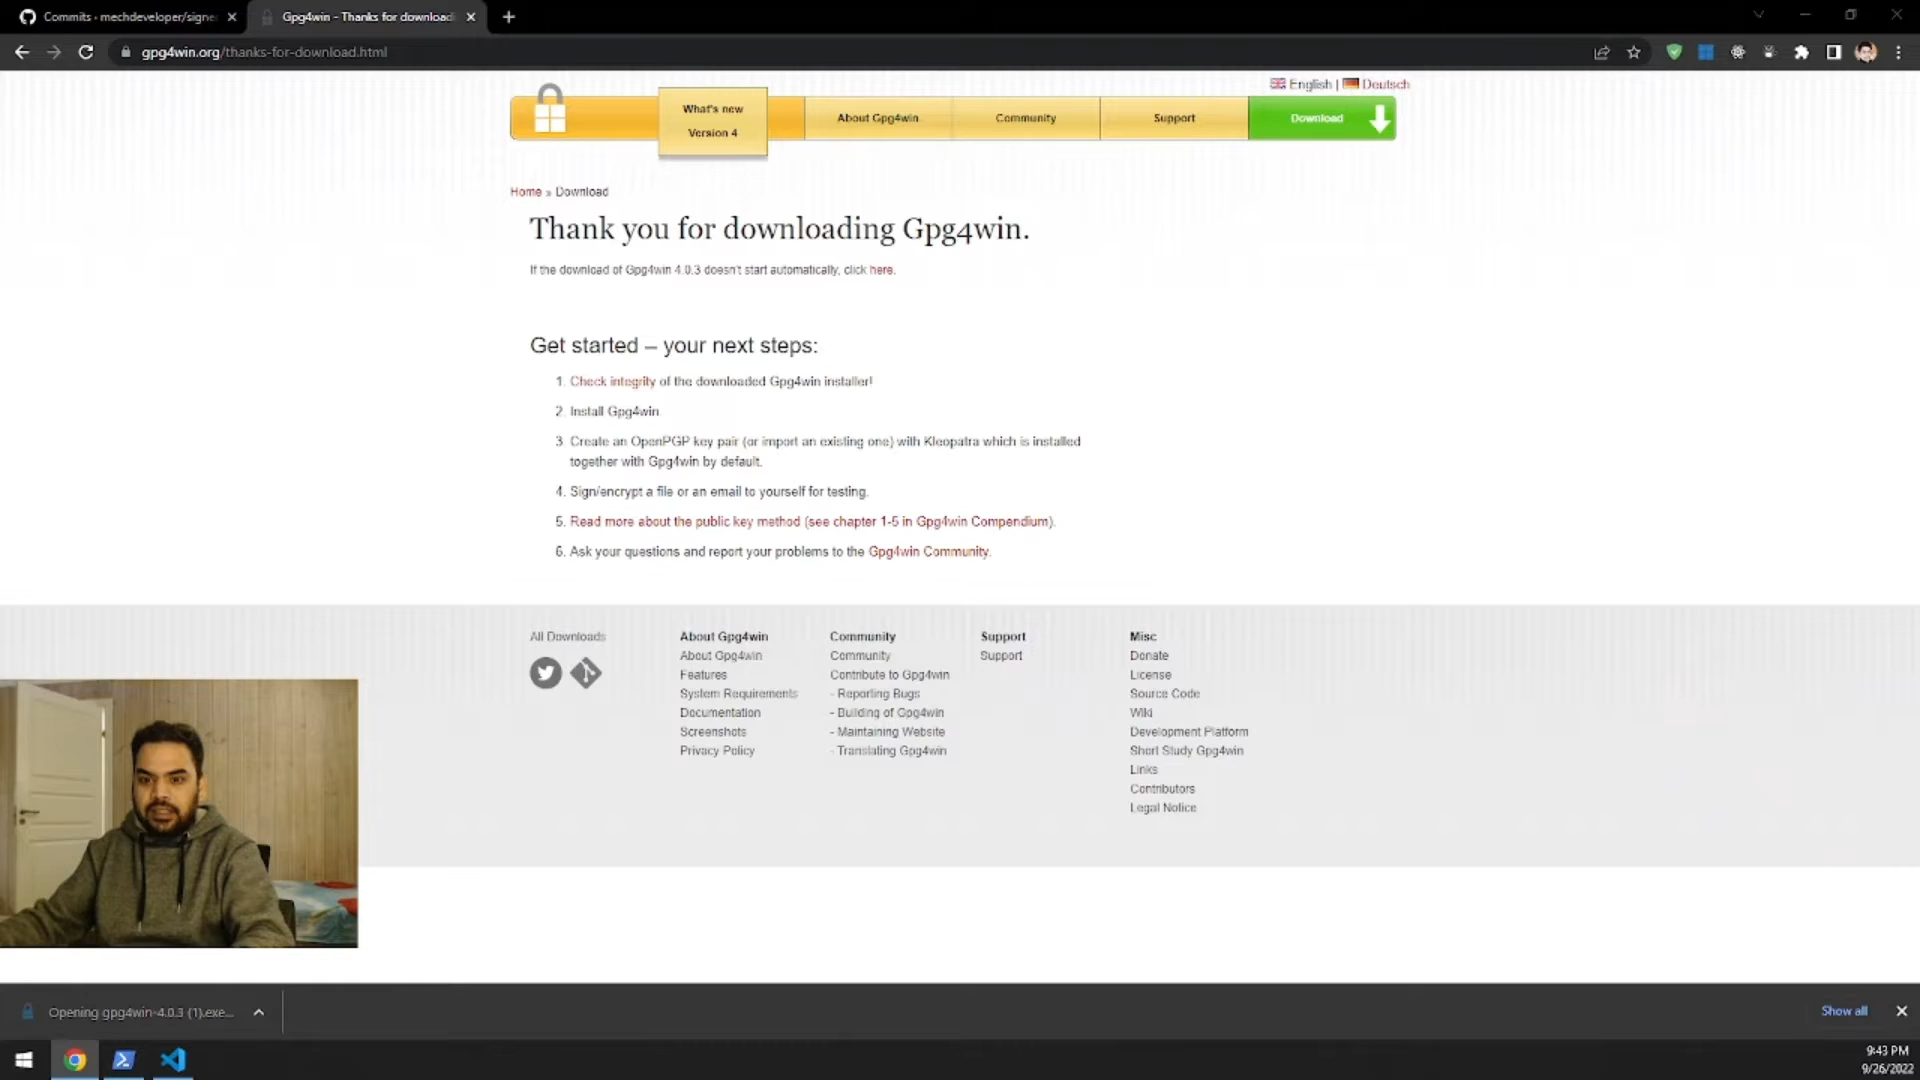 Commits · mechdeveloper/signe
Gpg4win - Thanks for download
gpg4win.org/thanks-for-download.html
English | Deutsch
What's new
Version 4
About Gpg4win
Community
Support
Download
Home » Download
Thank you for downloading Gpg4win.
If the download of Gpg4win 4.0.3 doesn't start automatically, click here.
Get started – your next steps:
1. Check integrity of the downloaded Gpg4win installer!
2. Install Gpg4win
3. Create an OpenPGP key pair (or import an existing one) with Kleopatra which is installed
together with Gpg4win by default.
4. Sign/encrypt a file or an email to yourself for testing.
5. Read more about the public key method (see chapter 1-5 in Gpg4win Compendium).
6. Ask your questions and report your problems to the Gpg4win Community.
All Downloads
About Gpg4win
About Gpg4win
Features
System Requirements
Documentation
Screenshots
Privacy Policy
Community
Community
Contribute to Gpg4win
- Reporting Bugs
- Building of Gpg4win
- Maintaining Website
- Translating Gpg4win
Support
Support
Misc
Donate
License
Source Code
Wiki
Development Platform
Short Study Gpg4win
Links
Contributors
Legal Notice
Opening gpg4win-4.0.3 (1).exe...
Show all
9:43 PM
9/26/2022